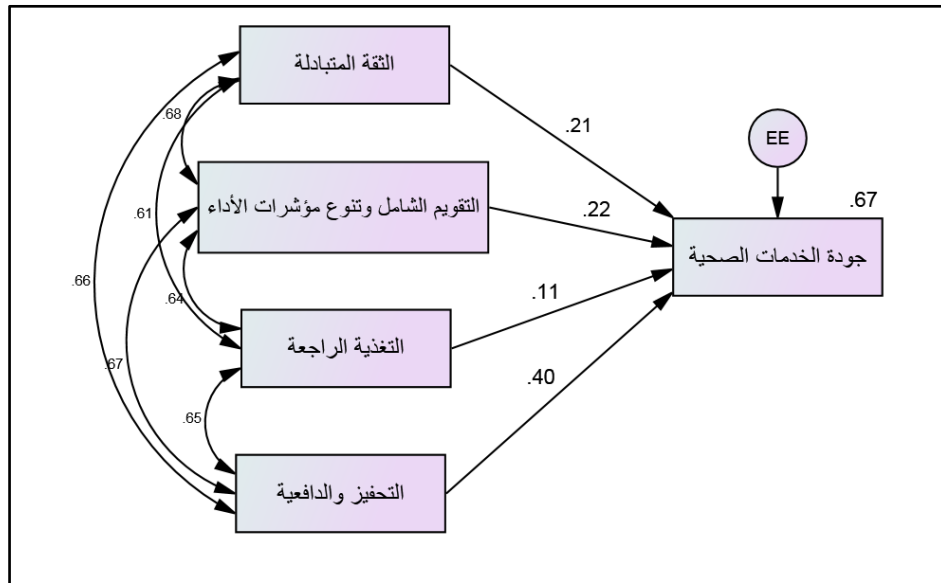 الثقة المتبادلة
.68
.21
EE
التقويم الشامل وتنوع مؤشرات الأداء
.61
.22
.67
جودة الخدمات الصحية
.66
.64
.11
التغذية الراجعة
.67
.65
.40
التحفيز والدافعية